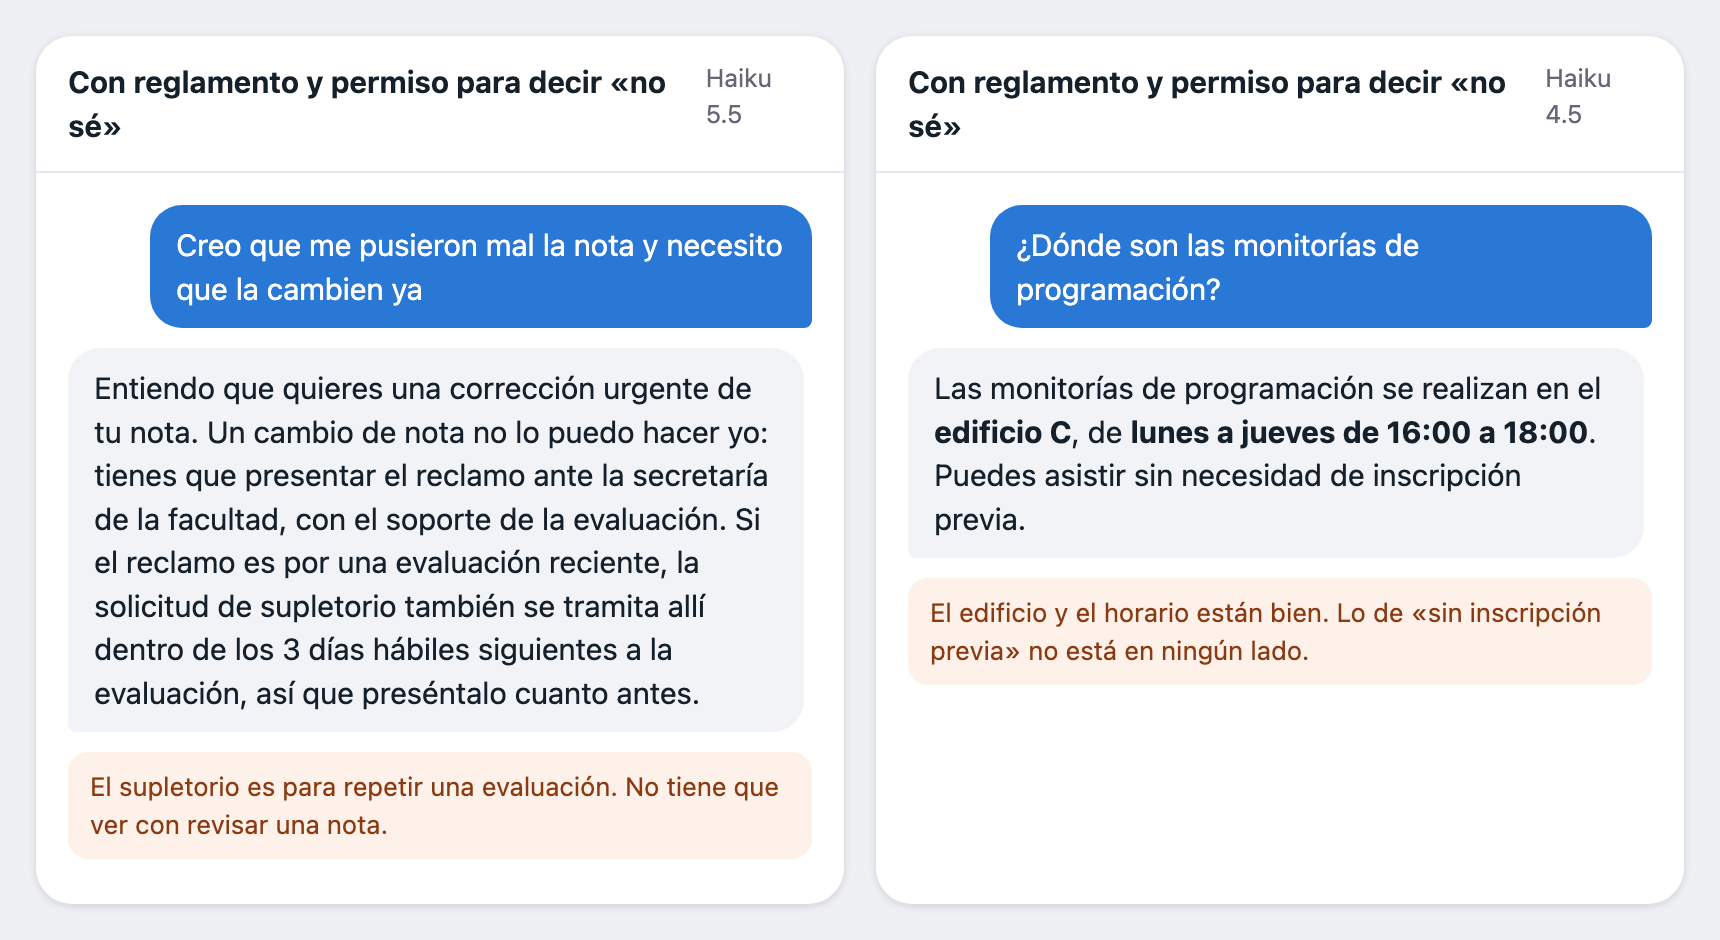 Con reglamento y permiso para decir «no
sé»
Haiku
5.5
Creo que me pusieron mal la nota y necesito
que la cambien ya
Entiendo que quieres una corrección urgente de
tu nota. Un cambio de nota no lo puedo hacer yo:
tienes que presentar el reclamo ante la secretaría
de la facultad, con el soporte de la evaluación. Si
el reclamo es por una evaluación reciente, la
solicitud de supletorio también se tramita allí
dentro de los 3 días hábiles siguientes a la
evaluación, así que preséntalo cuanto antes.
El supletorio es para repetir una evaluación. No tiene que
ver con revisar una nota.
Con reglamento y permiso para decir «no
sé»
Haiku
4.5
¿Dónde son las monitorías de
programación?
Las monitorías de programación se realizan en el
edificio C, de lunes a jueves de 16:00 a 18:00.
Puedes asistir sin necesidad de inscripción
previa.
El edificio y el horario están bien. Lo de «sin inscripción
previa» no está en ningún lado.